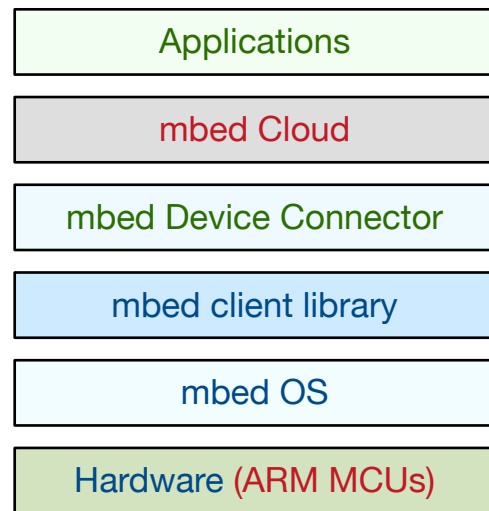 Applications
mbed Cloud
mbed Device Connector
mbed client library
mbed OS
Hardware (ARM MCUs)